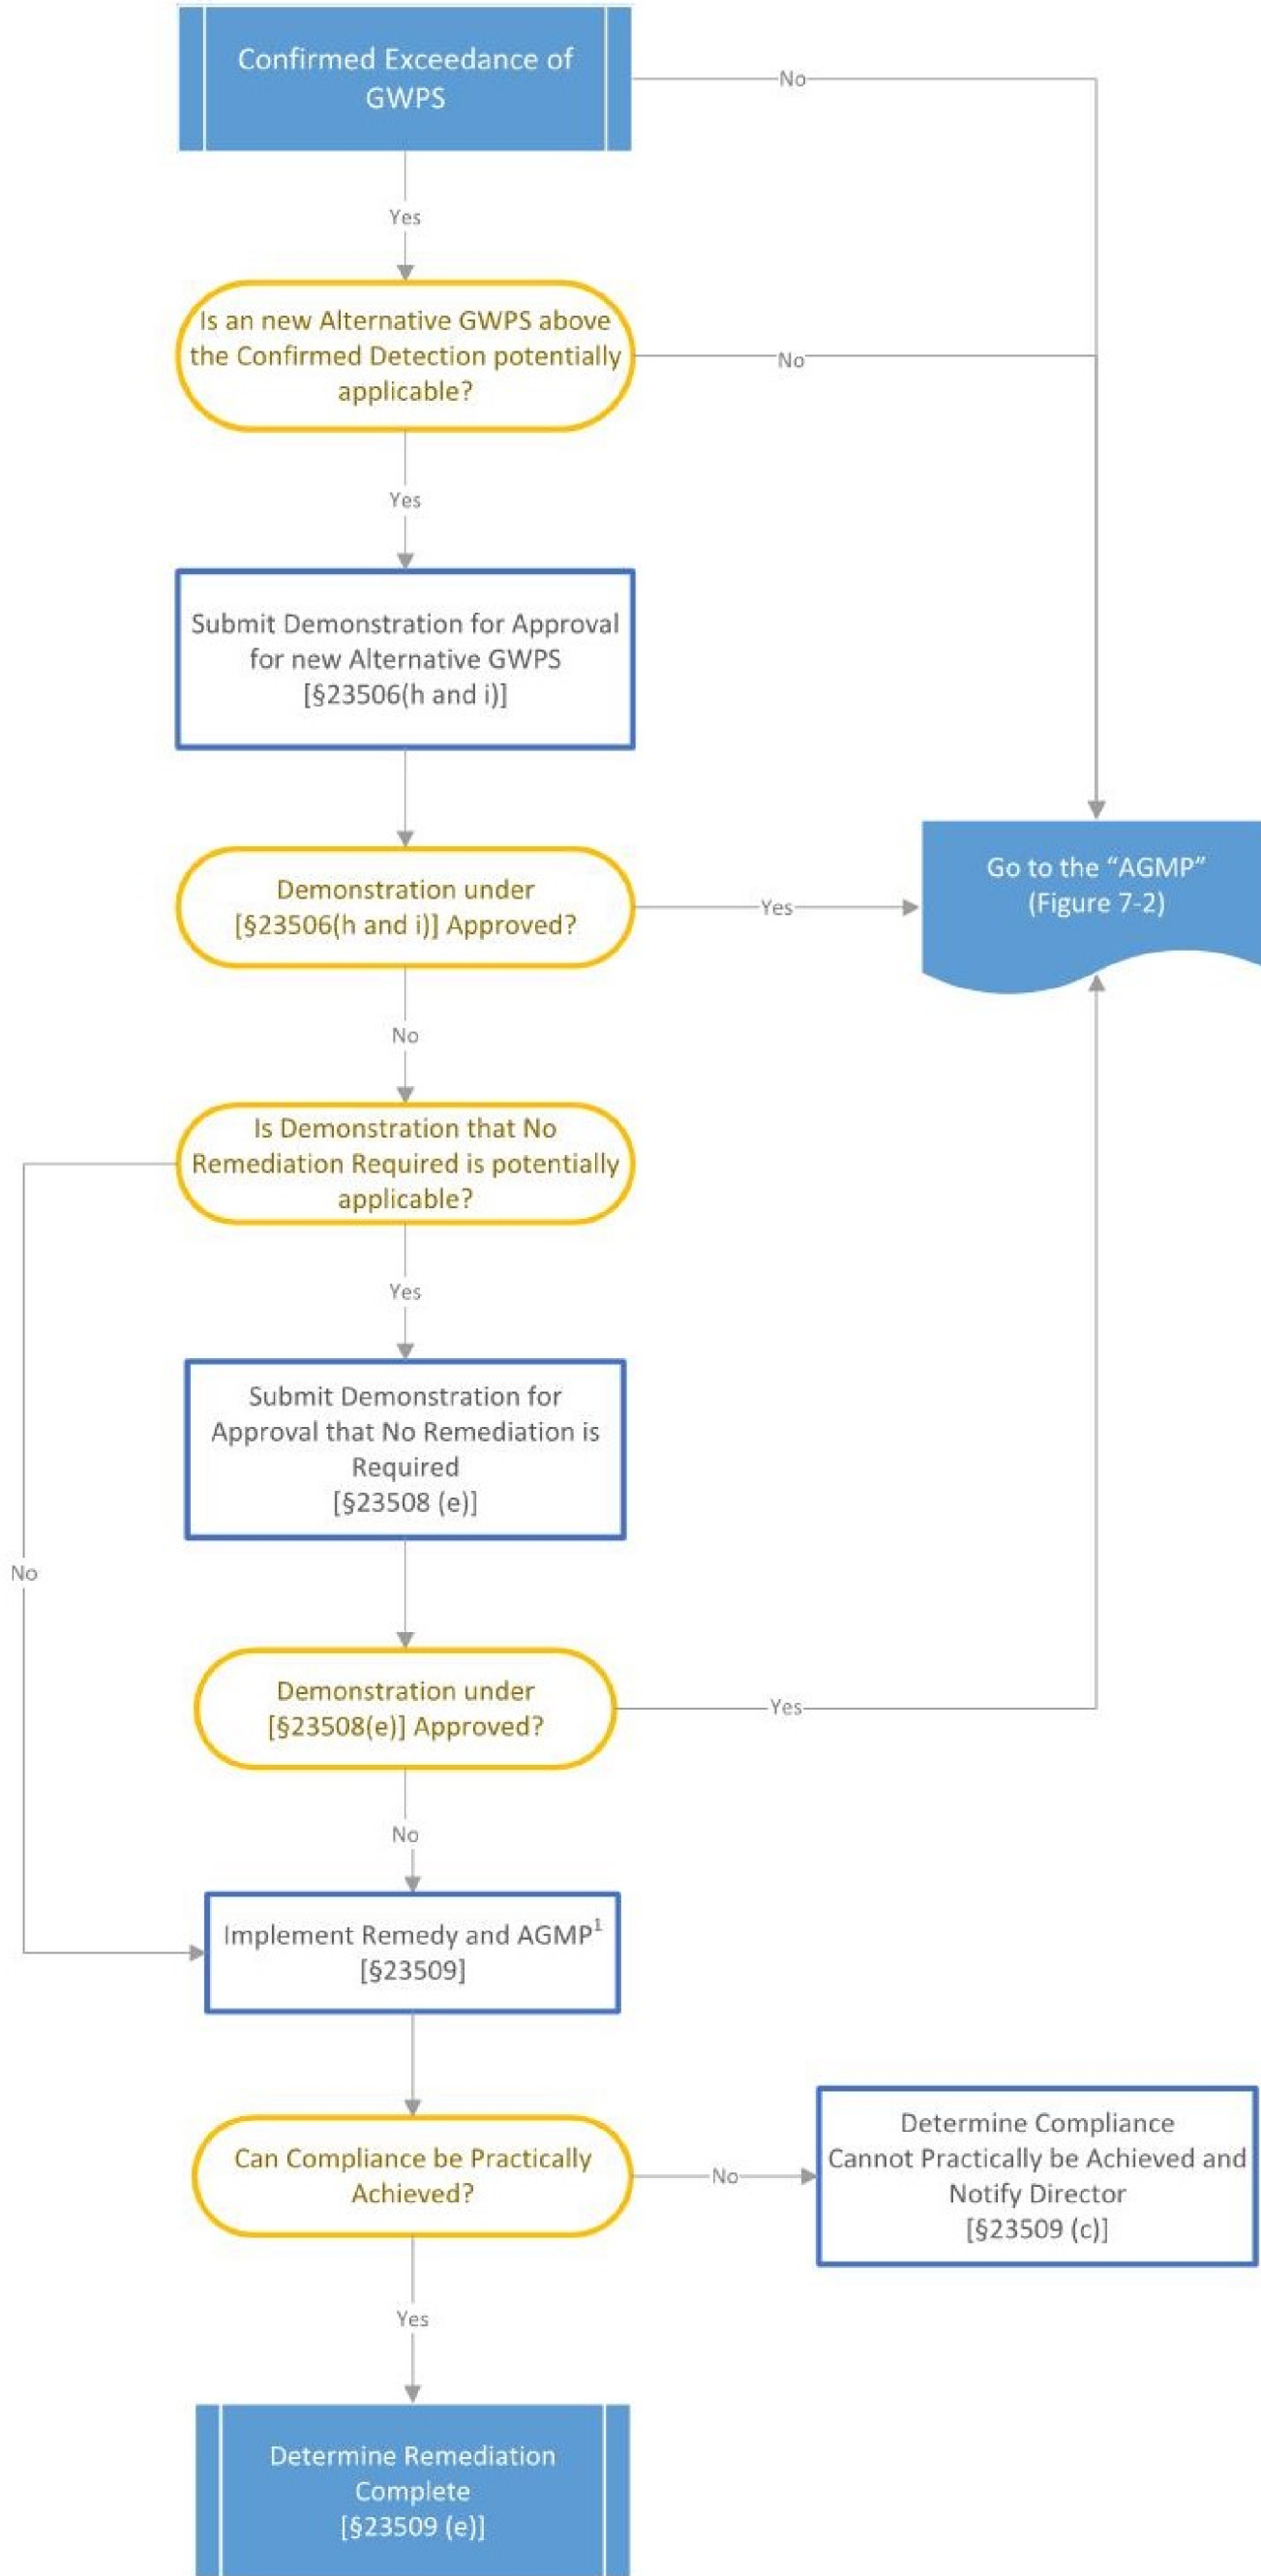 Confirmed Exceedance of
GWPS
No
Yes
Is an new Alternative GWPS above
the Confirmed Detection potentially
applicable?
No
Yes
Submit Demonstration for Approval
for new Alternative GWPS
[§23506(h and i)]
Go to the “AGMP”
(Figure 7-2)
Demonstration under
[§23506(h and i)] Approved?
Yes
No
Is Demonstration that No
Remediation Required is potentially
applicable?
Yes
Submit Demonstration for
Approval that No Remediation is
Required
[§23508 (e)]
No
Demonstration under
[§23508(e)] Approved?
Yes
No
Implement Remedy and AGMP¹
[§23509]
Can Compliance be Practically
Achieved?
No
Determine Compliance
Cannot Practically be Achieved and
Notify Director
[§23509 (c)]
Yes
Determine Remediation
Complete
[§23509 (e)]